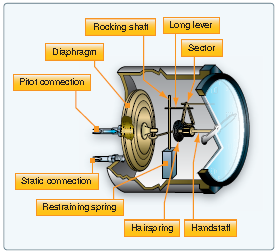 Rocking shaft
Long lever
Sector
Diaphragm
Pitot connection
Static connection
Restraining spring
Hairspring
Handstaff